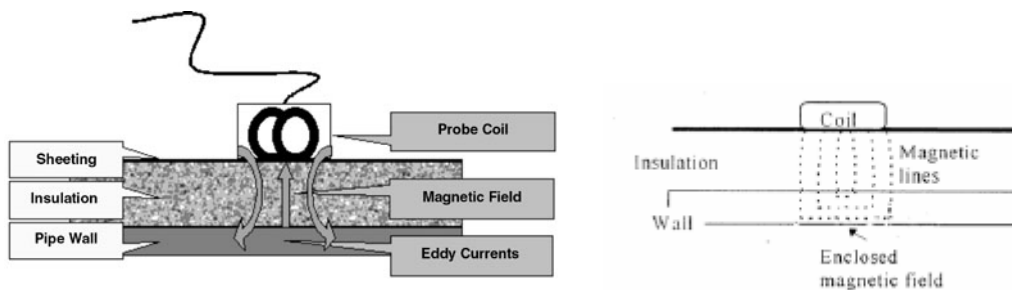 Probe Coil
Sheeting
Insulation
Magnetic Field
Pipe Wall
Eddy Currents
Coil
Insulation
Magnetic
lines
Wall
Enclosed
magnetic field